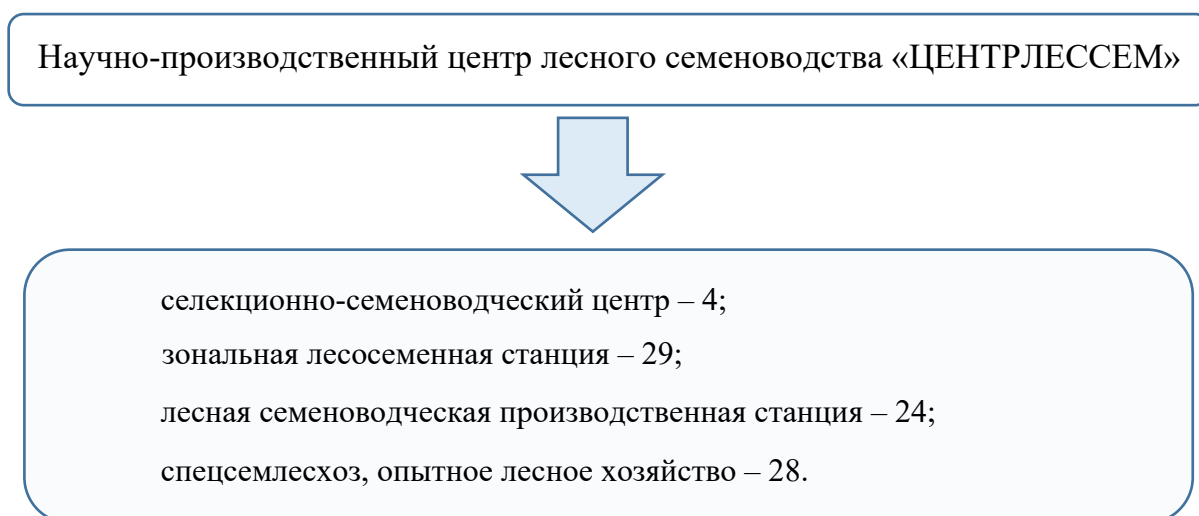 Научно-производственный центр лесного семеноводства «ЦЕНТРЛЕССЕМ»
селекционно-семеноводческий центр – 4;
зональная лесосеменная станция – 29;
лесная семеноводческая производственная станция – 24;
спецсемлесхоз, опытное лесное хозяйство – 28.